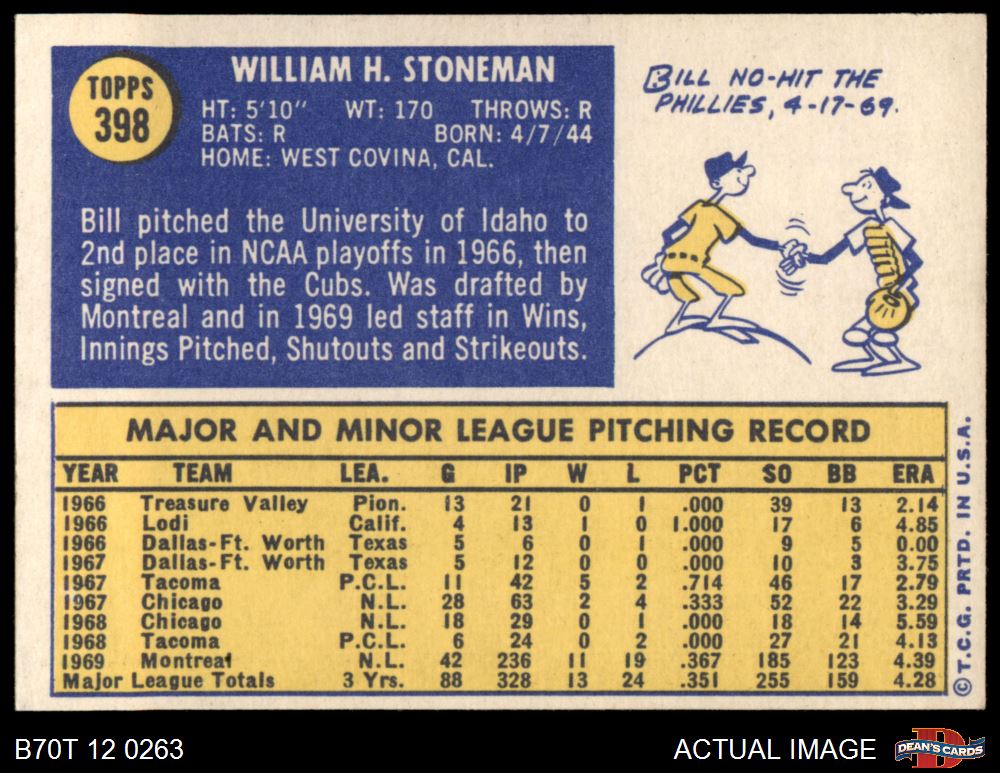 TOPPS
398
WILLIAM H. STONEMAN
HT: 5'10" WT: 170 THROWS: R
BATS: R BORN: 4/7/44
HOME: WEST COVINA, CAL.
Bill pitched the University of Idaho to
2nd place in NCAA playoffs in 1966, then
signed with the Cubs. Was drafted by
Montreal and in 1969 led staff in Wins,
Innings Pitched, Shutouts and Strikeouts.
BILL NO-HIT THE
PHILLIES, 4-17-69.
MAJOR AND MINOR LEAGUE PITCHING RECORD
YEAR TEAM LEA. G IP W L PCT SO BB ERA
1966 Treasure Valley Pion. 13 21 0 1 .000 39 13 2.14
1966 Lodi Calif. 4 13 1 0 1.000 17 6 4.85
1966 Dallas-Ft. Worth Texas 5 6 0 1 .000 9 5 0.00
1967 Dallas-Ft. Worth Texas 5 12 0 0 .000 10 3 3.75
1967 Tacoma P.C.L. 11 42 5 2 .714 46 17 2.79
1967 Chicago N.L. 28 63 2 4 .333 52 22 3.29
1968 Chicago N.L. 18 29 0 1 .000 18 14 5.59
1968 Tacoma P.C.L. 6 24 0 2 .000 27 21 4.13
1969 Montreal N.L. 42 236 11 19 .367 185 123 4.39
Major League Totals 3 Yrs. 88 328 13 24 .351 255 159 4.28
© T.C.G. PRTD. IN U.S.A.
B70T 12 0263
ACTUAL IMAGE
D
DEAN'S CARDS